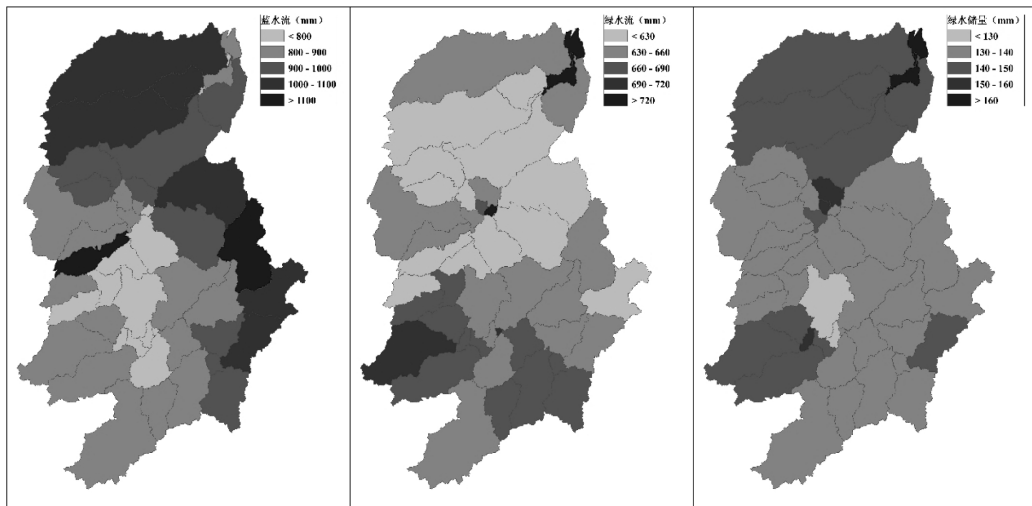 蓝水流（mm）
< 800
800 - 900
900 - 1000
1000 - 1100
> 1100
绿水流（mm）
< 630
630 - 660
660 - 690
690 - 720
> 720
绿水储量（mm）
< 130
130 - 140
140 - 150
150 - 160
> 160